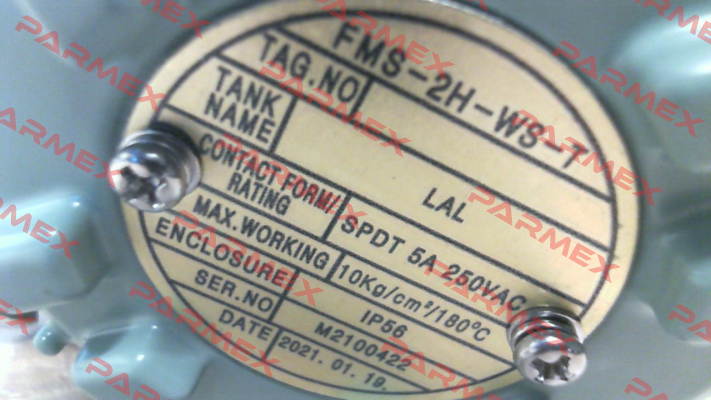 FMS-2H-WS-T
TAG.NO -
TANK NAME LAL
CONTACT FORM/ RATING SPDT 5A 250VAC
MAX.WORKING 10Kg/cm²/180°C
ENCLOSURE IP56
SER.NO M2100422
DATE 2021. 01. 19.
PARMEX